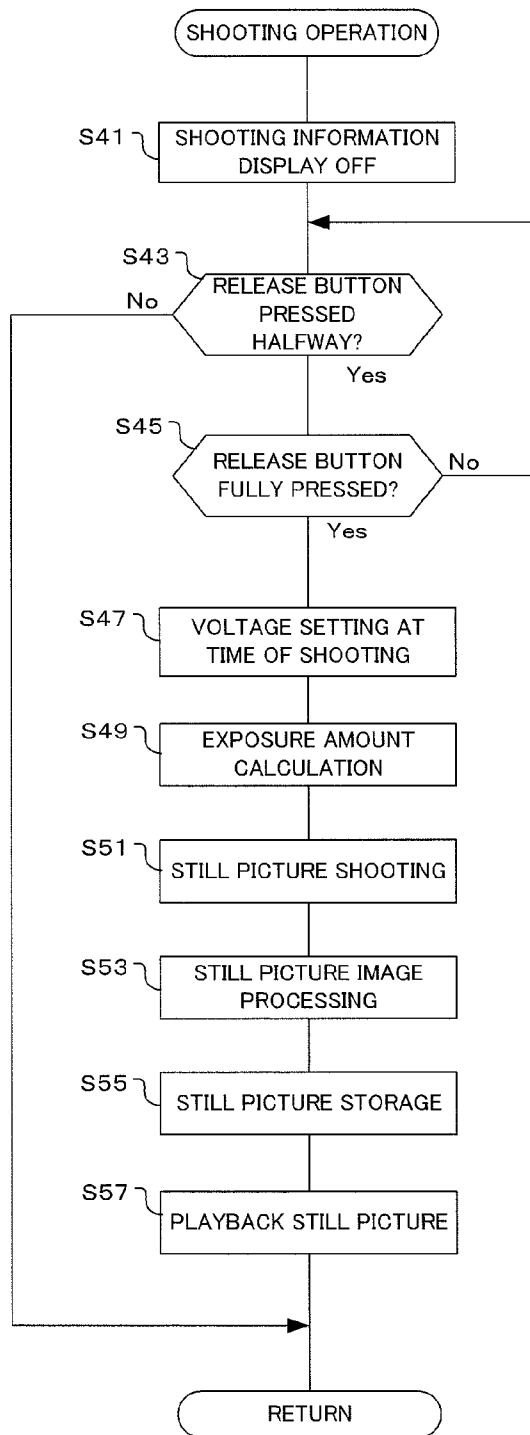 SHOOTING OPERATION
S41
SHOOTING INFORMATION
DISPLAY OFF
S43
No
RELEASE BUTTON
PRESSED
HALFWAY?
Yes
S45
RELEASE BUTTON
FULLY PRESSED?
No
Yes
S47
VOLTAGE SETTING AT
TIME OF SHOOTING
S49
EXPOSURE AMOUNT
CALCULATION
S51
STILL PICTURE SHOOTING
S53
STILL PICTURE IMAGE
PROCESSING
S55
STILL PICTURE STORAGE
S57
PLAYBACK STILL PICTURE
RETURN